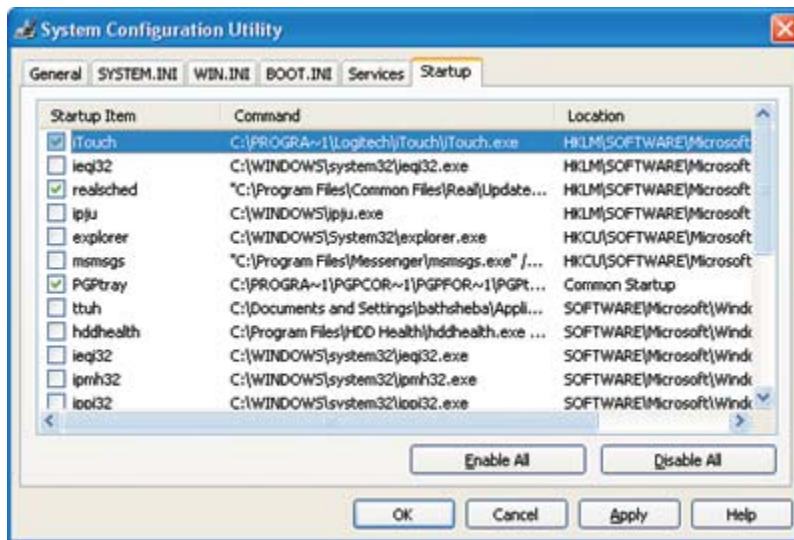 System Configuration Utility
General SYSTEM.INI WIN.INI BOOT.INI Services Startup
Startup Item Command Location
iTouch C:\PROGRA~1\Logitech\iTouch\iTouch.exe HKLM\SOFTWARE\Microsoft
ieqi32 C:\WINDOWS\system32\ieqi32.exe HKLM\SOFTWARE\Microsoft
realsched "C:\Program Files\Common Files\Real\Update... HKLM\SOFTWARE\Microsoft
ipju C:\WINDOWS\ipju.exe HKLM\SOFTWARE\Microsoft
explorer C:\WINDOWS\System32\explorer.exe HKCU\SOFTWARE\Microsoft
msmsgs "C:\Program Files\Messenger\msmsgs.exe" /... HKCU\SOFTWARE\Microsoft
PGPtray C:\PROGRA~1\PGPCOR~1\PGPFOR~1\PGPt... Common Startup
ttuh C:\Documents and Settings\bathsheba\Appli... SOFTWARE\Microsoft\Windo
hddhealth C:\Program Files\HDD Health\hddhealth.exe ... SOFTWARE\Microsoft\Windo
ieqi32 C:\WINDOWS\system32\ieqi32.exe SOFTWARE\Microsoft\Windo
ipmh32 C:\WINDOWS\system32\ipmh32.exe SOFTWARE\Microsoft\Windo
ippi32 C:\WINDOWS\system32\ippi32.exe SOFTWARE\Microsoft\Windo
Enable All Disable All
OK Cancel Apply Help